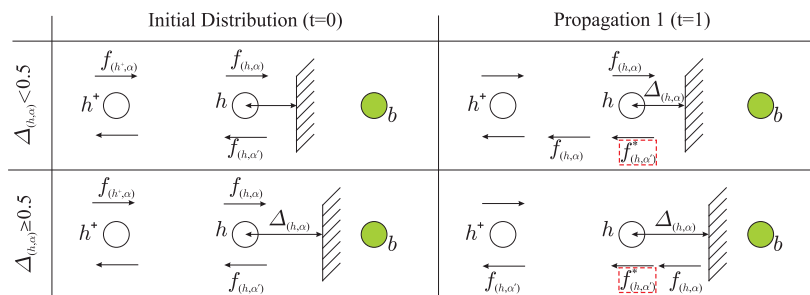 Initial Distribution (t=0) Propagation 1 (t=1)
Δ(h,α)<0.5
f(h⁺,α) f(h,α) f(h,α)
h⁺ h b h⁺ h Δ(h,α) b
f(h,α') f(h,α) f*(h,α')
Δ(h,α)≥0.5
f(h⁺,α) f(h,α) f(h,α)
h⁺ h Δ(h,α) b h⁺ h Δ(h,α) b
f(h,α') f(h,α') f*(h,α') f(h,α)